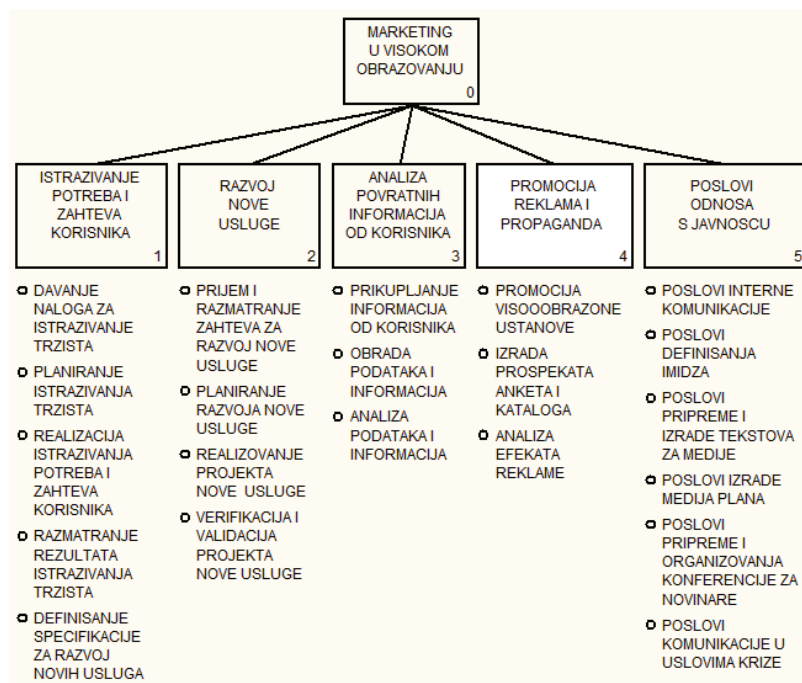 MARKETING
U VISOKOM
OBRAZOVANJU
0
ISTRAZIVANJE
POTREBA I
ZAHTEVA
KORISNIKA
1
RAZVOJ
NOVE
USLUGE
2
ANALIZA
POVRATNIH
INFORMACIJA
OD KORISNIKA
3
PROMOCIJA
REKLAMA I
PROPAGANDA
4
POSLOVI
ODNOSA
S JAVNOSCU
5
DAVANJE
NALOGA ZA
ISTRAZIVANJE
TRZISTA
PLANIRANJE
ISTRAZIVANJA
TRZISTA
REALIZACIJA
ISTRAZIVANJA
POTREBA I
ZAHTEVA
KORISNIKA
RAZMATRANJE
REZULTATA
ISTRAZIVANJA
TRZISTA
DEFINISANJE
SPECIFIKACIJE
ZA RAZVOJ
NOVIH USLUGA
PRIJEM I
RAZMATRANJE
ZAHTEVA ZA
RAZVOJ NOVE
USLUGE
PLANIRANJE
RAZVOJA NOVE
USLUGE
REALIZOVANJE
PROJEKTA
NOVE USLUGE
VERIFIKACIJA I
VALIDACIJA
PROJEKTA
NOVE USLUGE
PRIKUPLJANJE
INFORMACIJA
OD KORISNIKA
OBRADA
PODATAKA I
INFORMACIJA
ANALIZA
PODATAKA I
INFORMACIJA
PROMOCIJA
VISOOOBRAZONE
USTANOVE
IZRADA
PROSPEKATA
ANKETA I
KATALOGA
ANALIZA
EFEKATA
REKLAME
POSLOVI INTERNE
KOMUNIKACIJE
POSLOVI
DEFINISANJA
IMIDZA
POSLOVI
PRIPREME I
IZRADE TEKSTOVA
ZA MEDIJE
POSLOVI IZRADE
MEDIJA PLANA
POSLOVI
PRIPREME I
ORGANIZOVANJA
KONFERENCIJE ZA
NOVINARE
POSLOVI
KOMUNIKACIJE U
USLOVIMA KRIZE